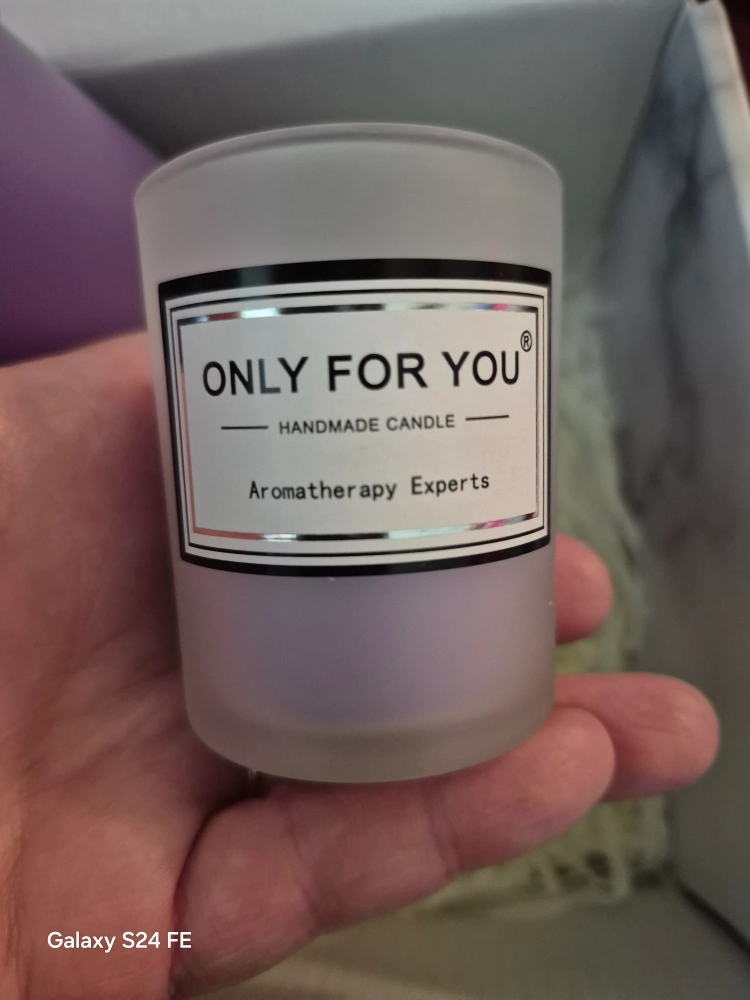 ONLY FOR YOU®
HANDMADE CANDLE
Aromatherapy Experts
Galaxy S24 FE